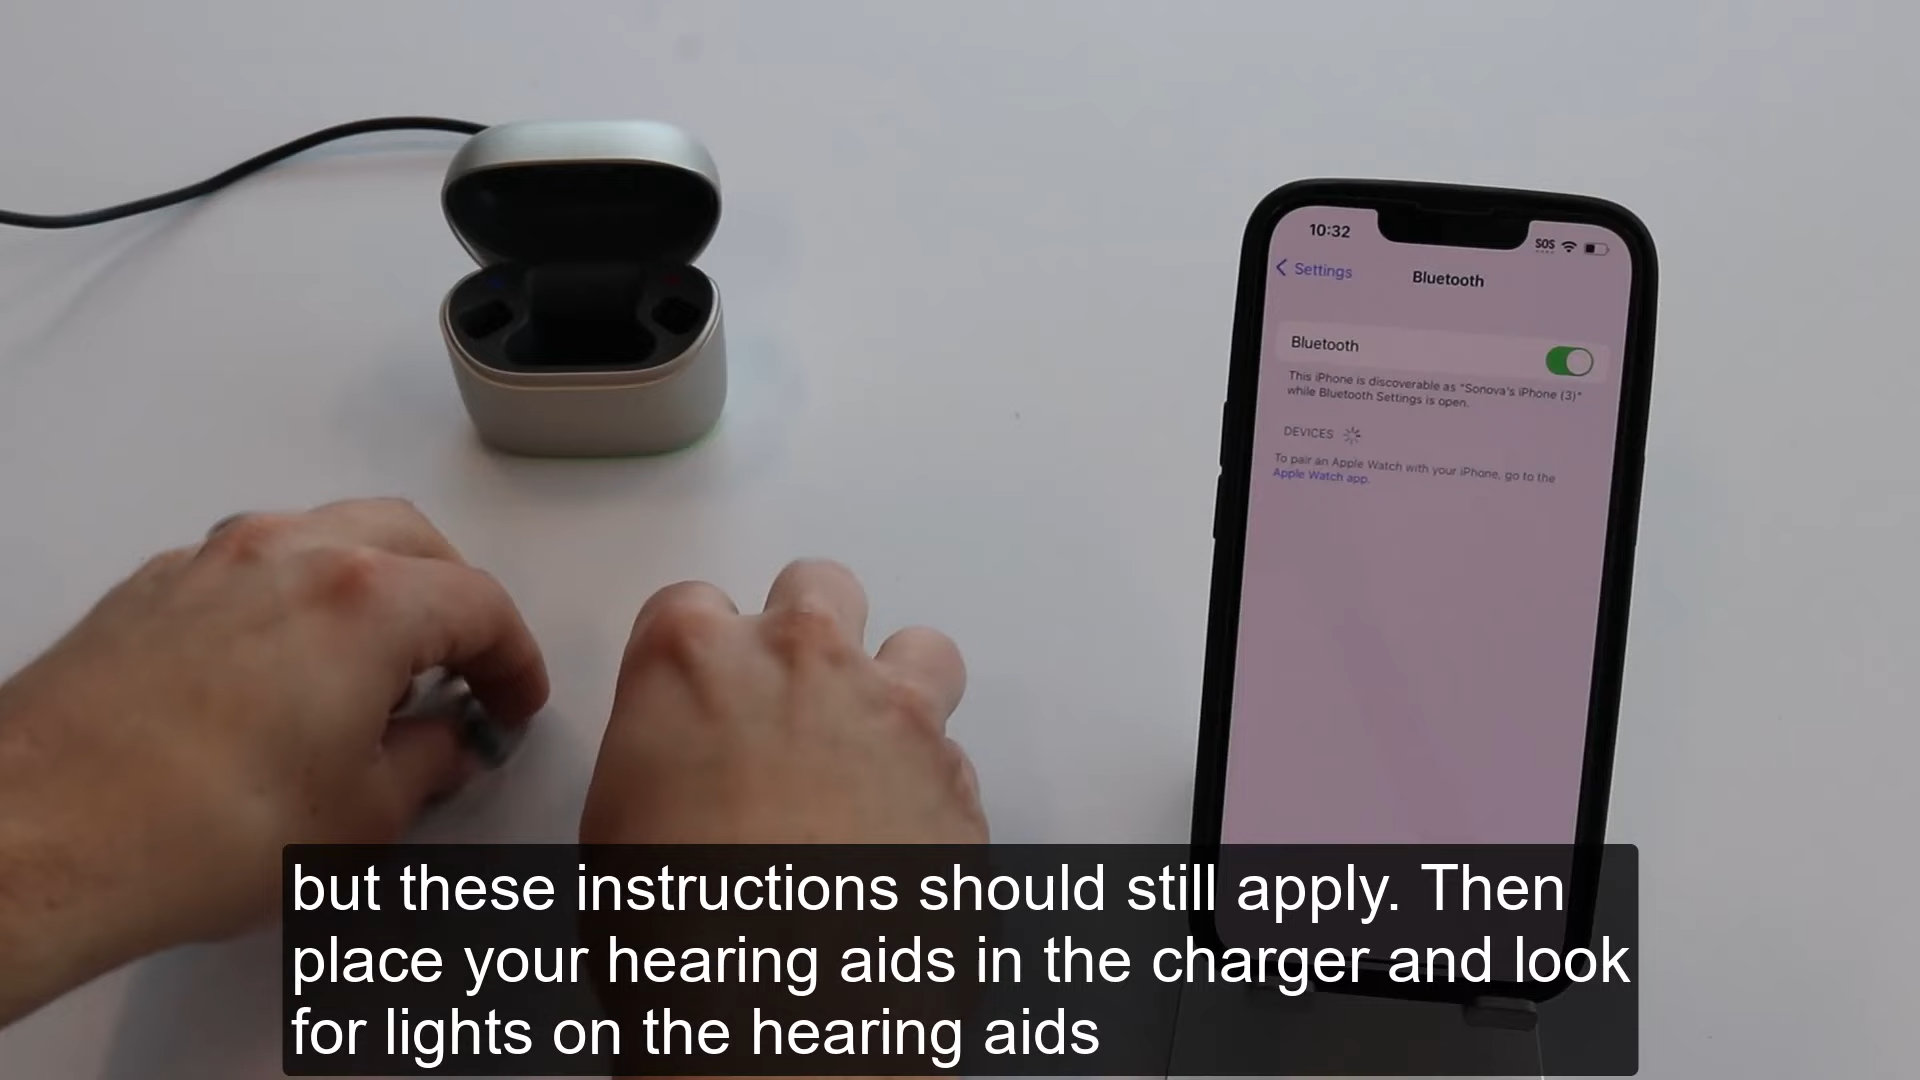 10:32
SOS
Settings
Bluetooth
Bluetooth
This iPhone is discoverable as "Sonova's iPhone (3)"
while Bluetooth Settings is open.
DEVICES
To pair an Apple Watch with your iPhone, go to the
Apple Watch app.
but these instructions should still apply. Then
place your hearing aids in the charger and look
for lights on the hearing aids